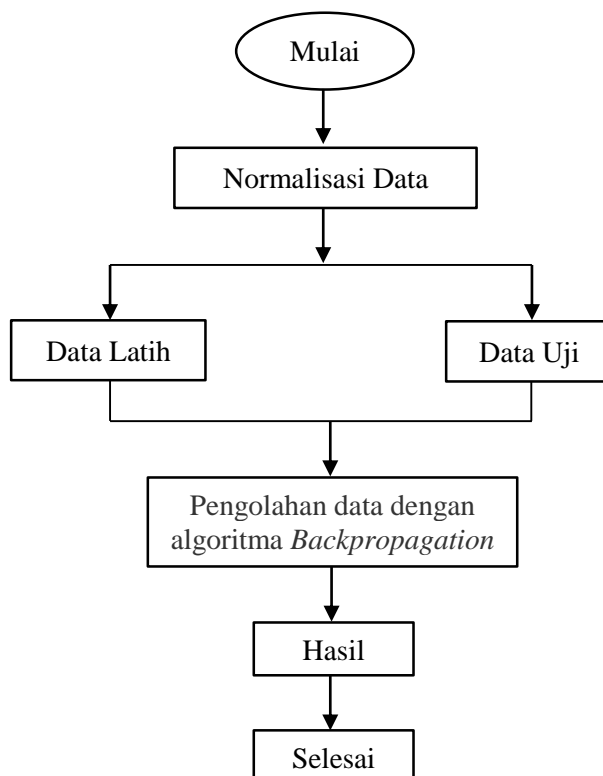 Mulai
Normalisasi Data
Data Latih
Data Uji
Pengolahan data dengan
algoritma Backpropagation
Hasil
Selesai